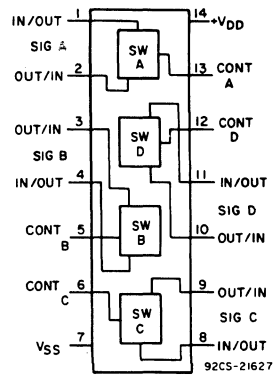 IN/OUT 1 14 +VDD
SIG A
SW A
OUT/IN 2 13 CONT A
OUT/IN 3 12 CONT D
SW D
SIG B
IN/OUT 4 11 IN/OUT
SIG D
CONT B 5 10 OUT/IN
SW B
CONT C 6 9 OUT/IN
SW C
SIG C
VSS 7 8 IN/OUT
92CS-21627